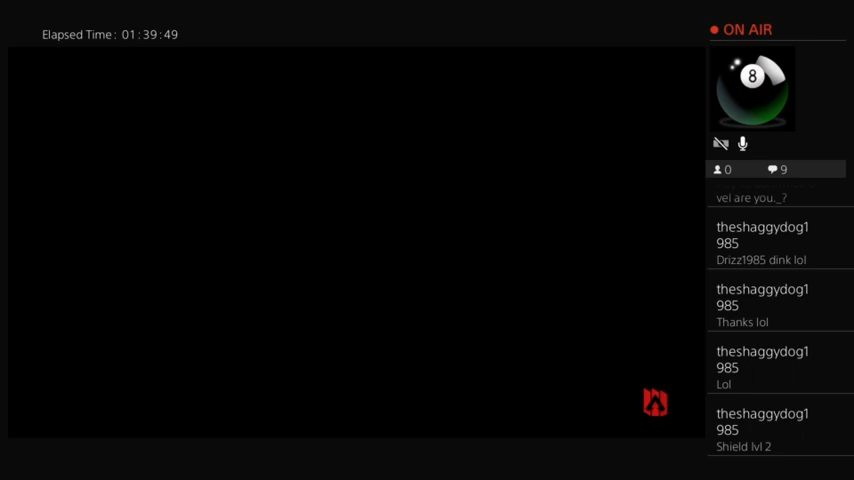 Elapsed Time: 01:39:49
ON AIR
8
0
9
vel are you._?
theshaggydog1
985
Drizz1985 dink lol
theshaggydog1
985
Thanks lol
theshaggydog1
985
Lol
theshaggydog1
985
Shield lvl 2